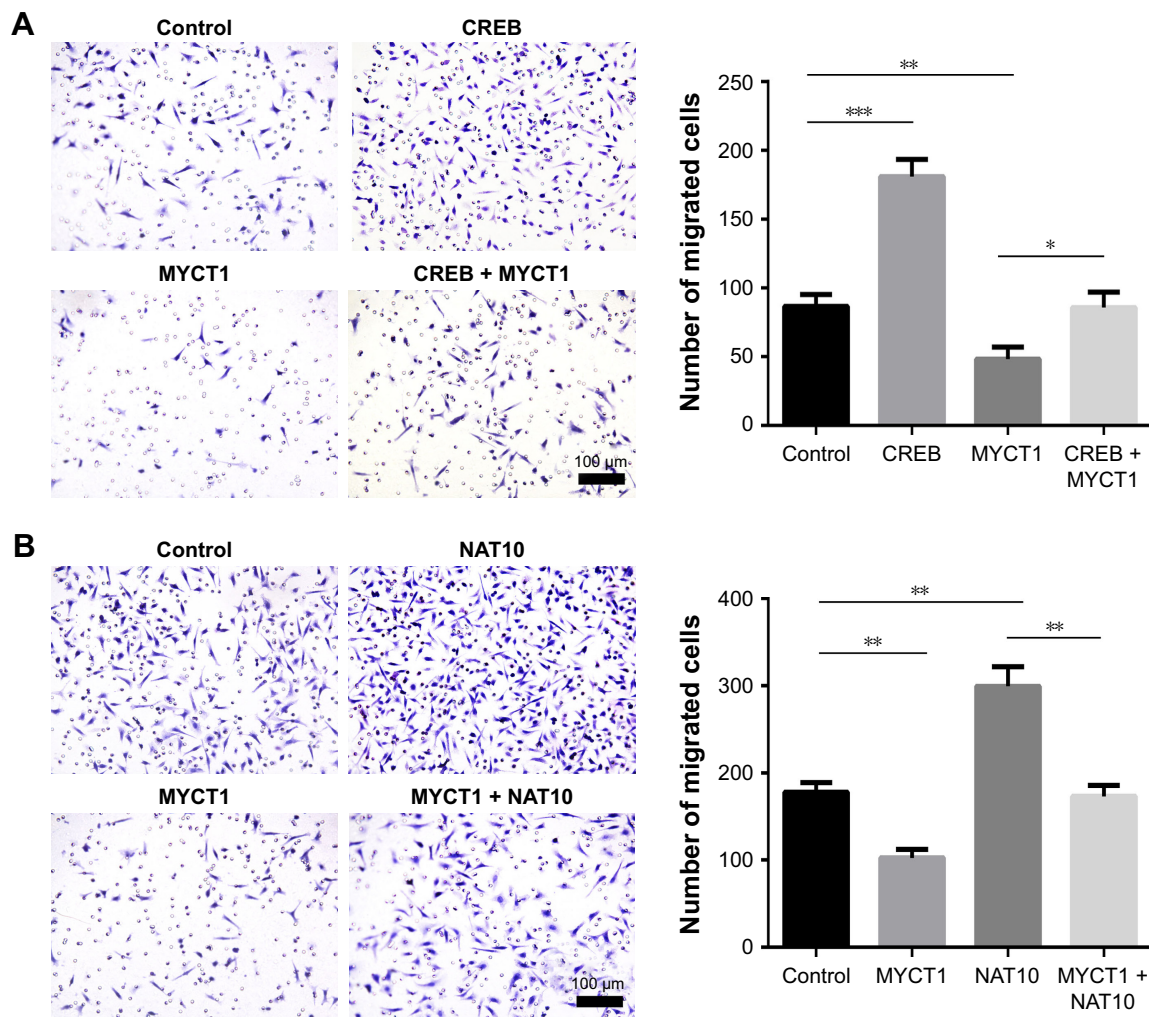 A
Control
CREB
MYCT1
CREB + MYCT1
100 µm
Number of migrated cells
250
200
150
100
50
0
**
***
*
Control
CREB
MYCT1
CREB +
MYCT1
B
Control
NAT10
MYCT1
MYCT1 + NAT10
100 µm
Number of migrated cells
400
300
200
100
0
**
**
**
Control
MYCT1
NAT10
MYCT1 +
NAT10